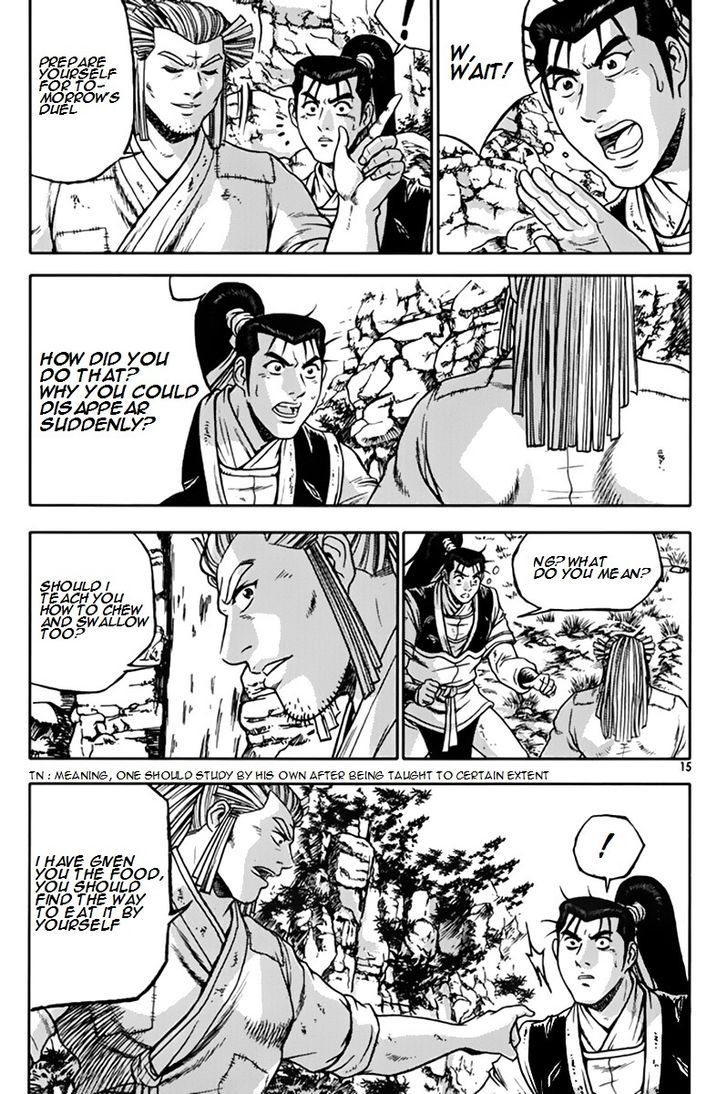 PREPARE
YOURSELF
FOR TO-
MORROW'S
DUEL
!
W,
WAIT!
HOW DID YOU
DO THAT?
WHY YOU COULD
DISAPPEAR
SUDDENLY?
SHOULD I
TEACH YOU
HOW TO CHEW
AND SWALLOW
TOO?
NG? WHAT
DO YOU MEAN?
15
TN : MEANING, ONE SHOULD STUDY BY HIS OWN AFTER BEING TAUGHT TO CERTAIN EXTENT
I HAVE GIVEN
YOU THE FOOD,
YOU SHOULD
FIND THE WAY
TO EAT IT BY
YOURSELF
!